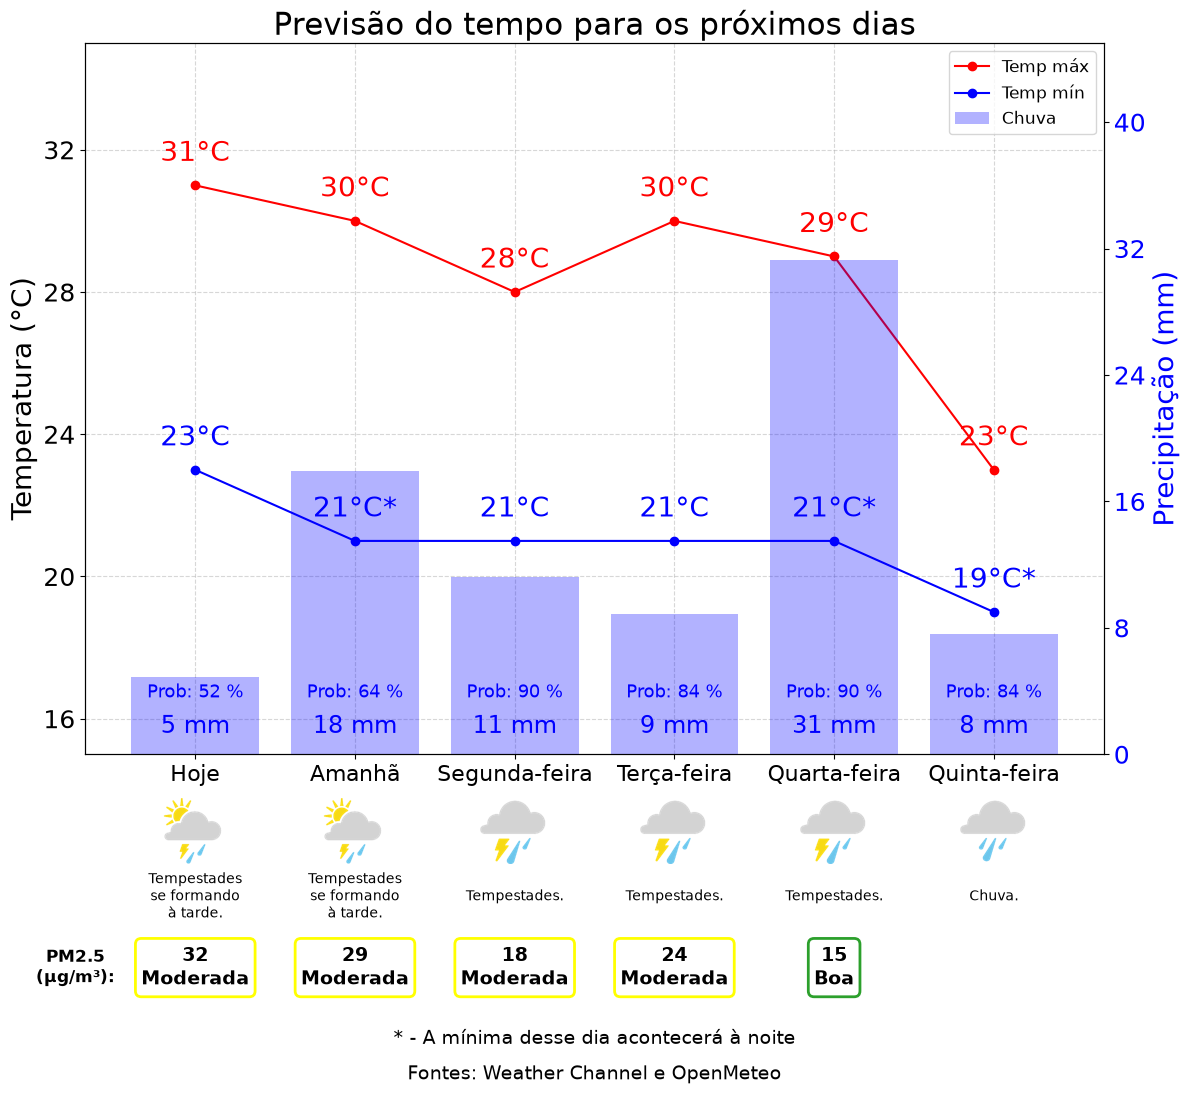 Previsão do tempo para os próximos dias
Temp máx
Temp mín
Chuva
Temperatura (°C)
32
28
24
20
16
Precipitação (mm)
40
32
24
16
8
0
31°C
30°C
28°C
30°C
29°C
23°C
23°C
21°C*
21°C
21°C
21°C*
19°C*
Prob: 52 %
5 mm
Prob: 64 %
18 mm
Prob: 90 %
11 mm
Prob: 84 %
9 mm
Prob: 90 %
31 mm
Prob: 84 %
8 mm
Hoje
Amanhã
Segunda-feira
Terça-feira
Quarta-feira
Quinta-feira
Tempestades
se formando
à tarde.
Tempestades
se formando
à tarde.
Tempestades.
Tempestades.
Tempestades.
Chuva.
PM2.5
(µg/m³):
32
Moderada
29
Moderada
18
Moderada
24
Moderada
15
Boa
* - A mínima desse dia acontecerá à noite
Fontes: Weather Channel e OpenMeteo